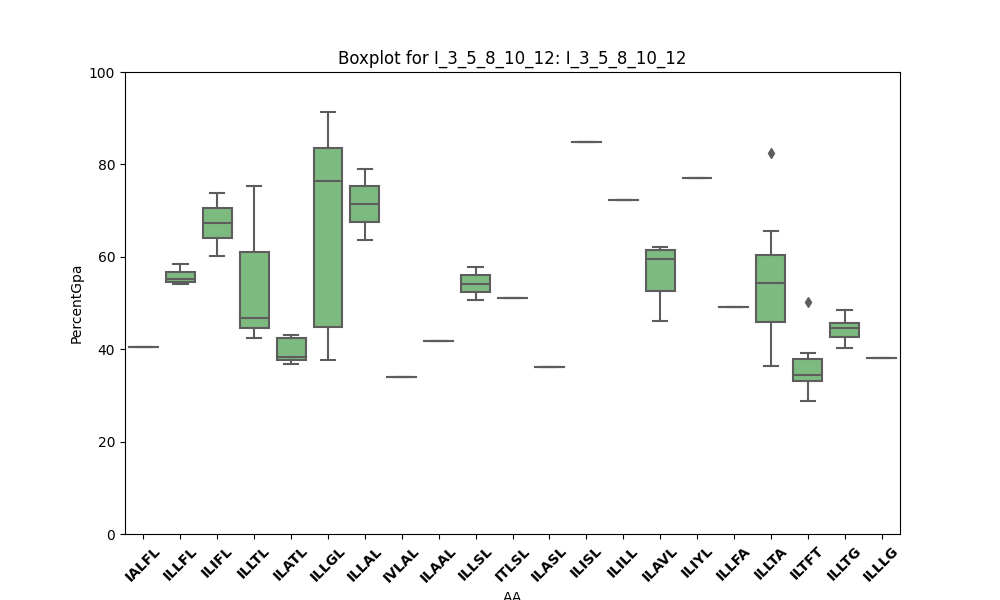 Boxplot for I_3_5_8_10_12: I_3_5_8_10_12
100
80
60
40
20
0
PercentGpa
IALFL
ILLFL
ILIFL
ILLTL
ILATL
ILLGL
ILLAL
IVLAL
ILAAL
ILLSL
ITLSL
ILASL
ILISL
ILILL
ILAVL
ILIYL
ILLFA
ILLTA
ILTFT
ILLTG
ILLLG
AA